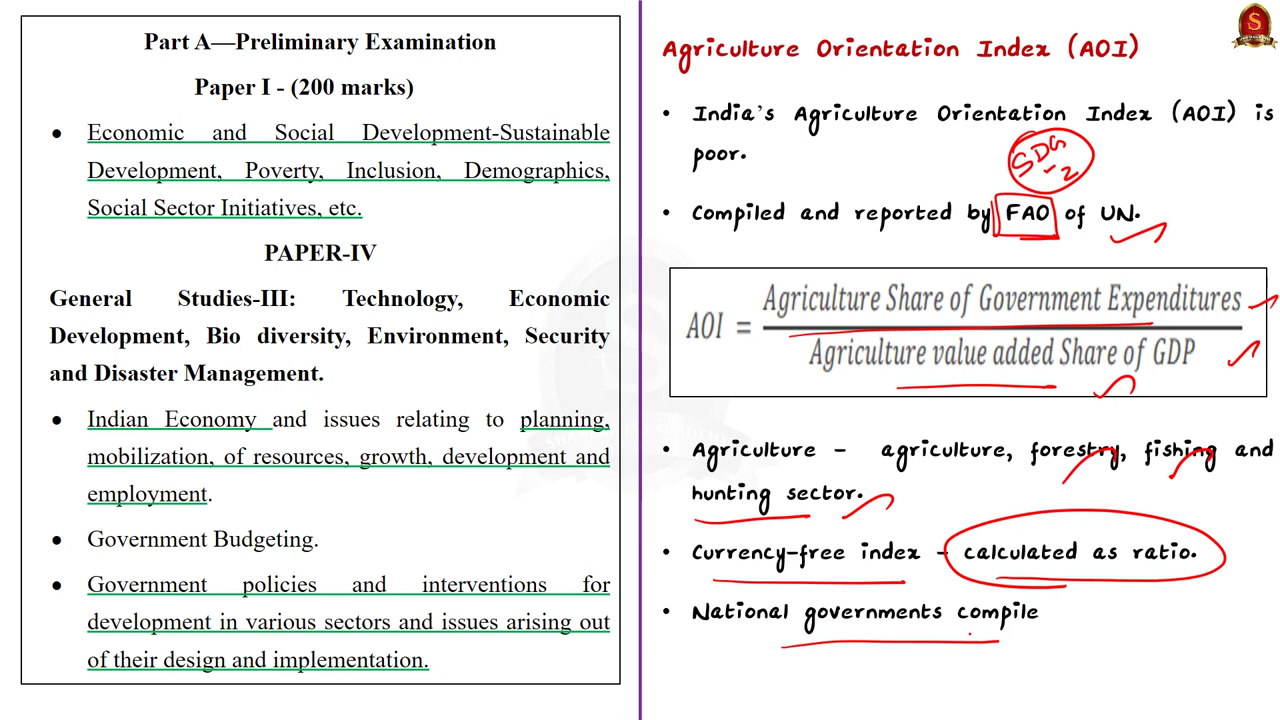 Part A—Preliminary Examination
Paper I - (200 marks)
• Economic and Social Development-Sustainable
Development, Poverty, Inclusion, Demographics,
Social Sector Initiatives, etc.
PAPER-IV
General Studies-III: Technology, Economic
Development, Bio diversity, Environment, Security
and Disaster Management.
• Indian Economy and issues relating to planning,
mobilization, of resources, growth, development and
employment.
• Government Budgeting.
• Government policies and interventions for
development in various sectors and issues arising out
of their design and implementation.
Agriculture Orientation Index (AOI)
• India's Agriculture Orientation Index (AOI) is
poor.
SDG
-2
• Compiled and reported by FAO of UN.
AOI = Agriculture Share of Government Expenditures
Agriculture value added Share of GDP
• Agriculture - agriculture, forestry, fishing and
hunting sector.
• Currency-free index - calculated as ratio.
• National governments compile
S